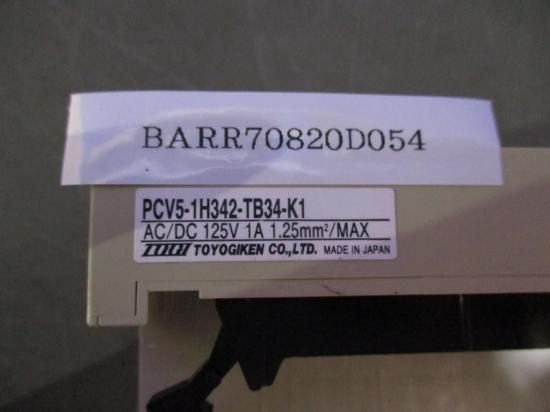 BARR70820D054
PCV5-1H342-TB34-K1
AC/DC 125V 1A 1.25mm²/MAX
TOYOGIKEN CO.,LTD. MADE IN JAPAN